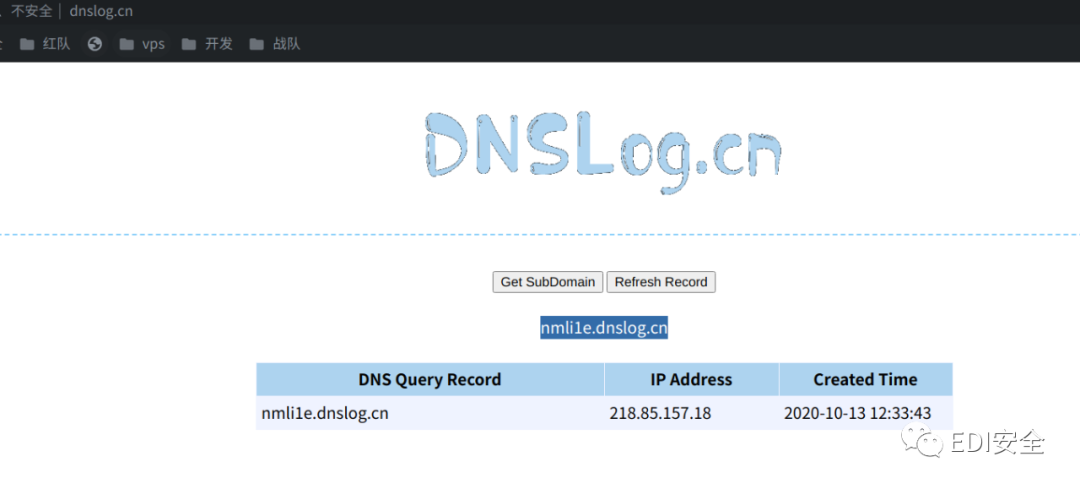 不安全 | dnslog.cn
红队 vps 开发 战队
DNSLog.cn
Get SubDomain Refresh Record
nmli1e.dnslog.cn
DNS Query Record IP Address Created Time
nmli1e.dnslog.cn 218.85.157.18 2020-10-13 12:33:43
EDI安全